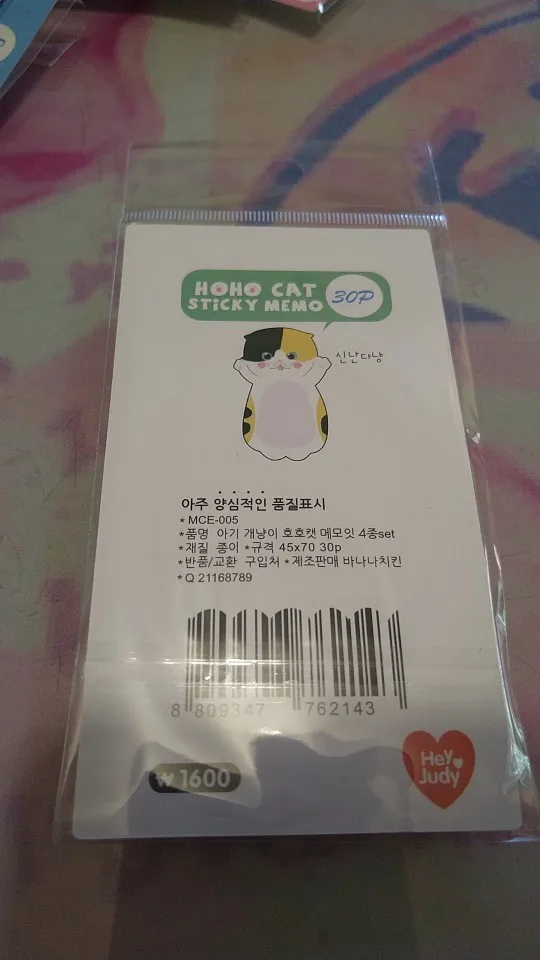 HOHO CAT
STICKY MEMO
30P
신난다냥
아주 양심적인 품질표시
* MCE-005
*품명 아기 개냥이 호호캣 메모잇 4종set
*재질 종이 *규격 45x70 30p
*반품/교환 구입처 *제조판매 바나나치킨
*Q 21168789
8 809347 762143
₩ 1600
Hey
Judy